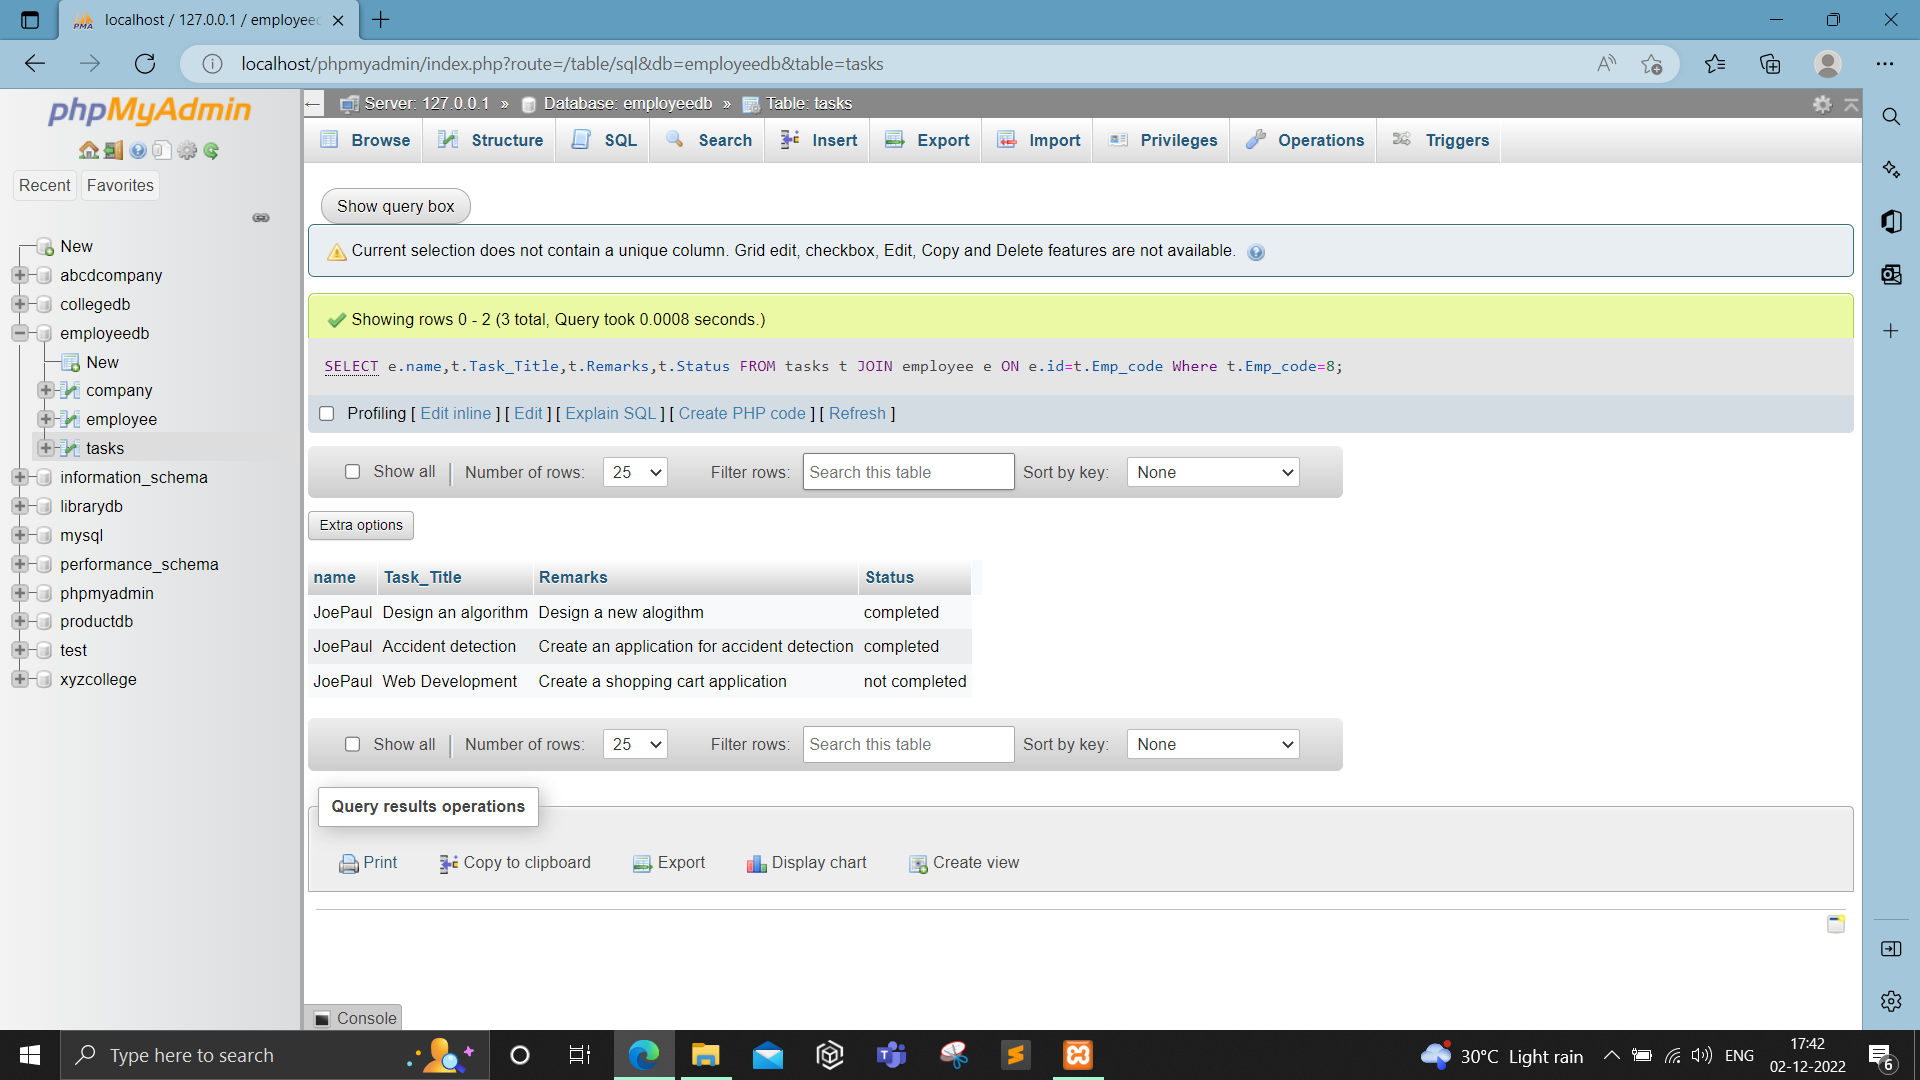 localhost / 127.0.0.1 / employeed
localhost/phpmyadmin/index.php?route=/table/sql&db=employeedb&table=tasks
phpMyAdmin
Recent Favorites
New
abcdcompany
collegedb
employeedb
New
company
employee
tasks
information_schema
librarydb
mysql
performance_schema
phpmyadmin
productdb
test
xyzcollege
Server: 127.0.0.1 » Database: employeedb » Table: tasks
Browse Structure SQL Search Insert Export Import Privileges Operations Triggers
Show query box
Current selection does not contain a unique column. Grid edit, checkbox, Edit, Copy and Delete features are not available.
Showing rows 0 - 2 (3 total, Query took 0.0008 seconds.)
SELECT e.name,t.Task_Title,t.Remarks,t.Status FROM tasks t JOIN employee e ON e.id=t.Emp_code Where t.Emp_code=8;
Profiling [ Edit inline ] [ Edit ] [ Explain SQL ] [ Create PHP code ] [ Refresh ]
Show all | Number of rows: 25 Filter rows: Search this table Sort by key: None
Extra options
name Task_Title Remarks Status
JoePaul Design an algorithm Design a new alogithm completed
JoePaul Accident detection Create an application for accident detection completed
JoePaul Web Development Create a shopping cart application not completed
Show all | Number of rows: 25 Filter rows: Search this table Sort by key: None
Query results operations
Print Copy to clipboard Export Display chart Create view
Console
Type here to search
30°C Light rain
ENG
17:42
02-12-2022
6